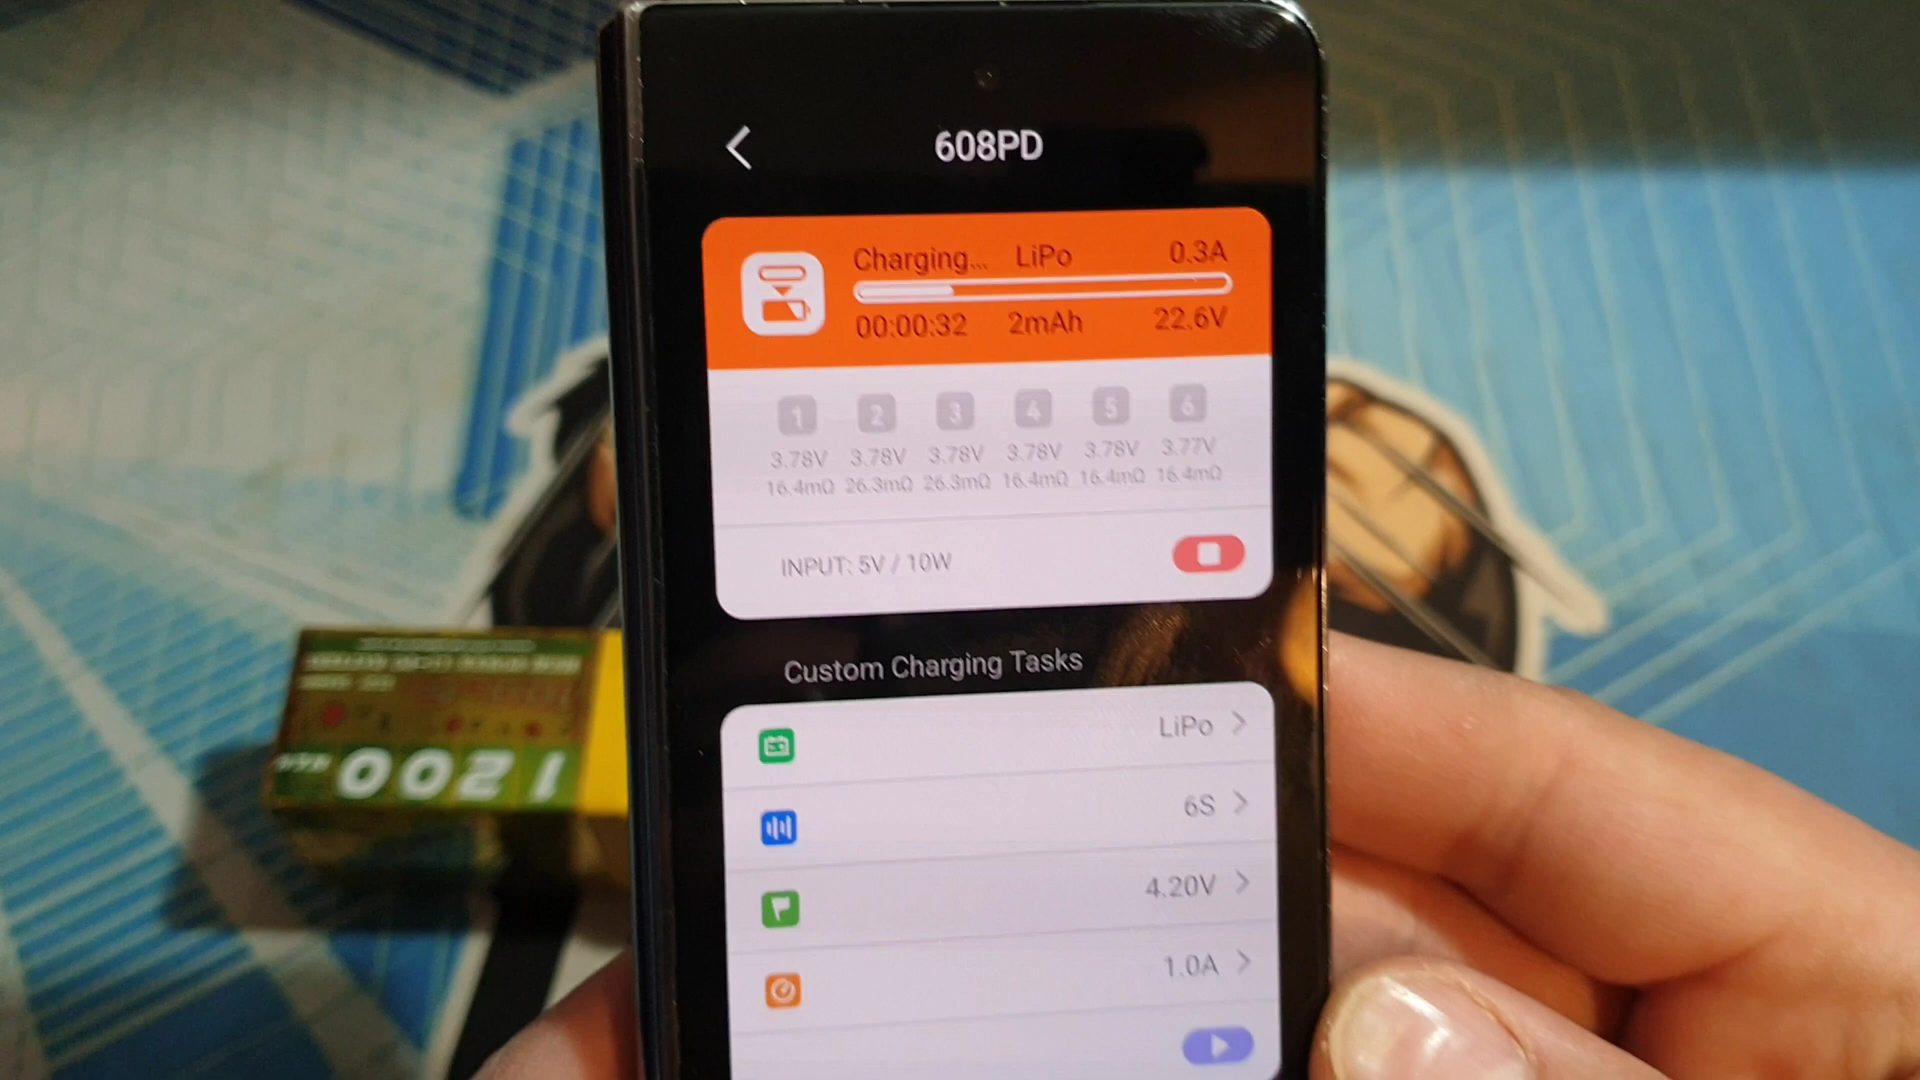 608PD
Charging... LiPo 0.3A
00:00:32 2mAh 22.6V
1 2 3 4 5 6
3.78V 3.78V 3.78V 3.78V 3.78V 3.77V
16.4mΩ 26.3mΩ 26.3mΩ 16.4mΩ 16.4mΩ 16.4mΩ
INPUT: 5V / 10W
Custom Charging Tasks
LiPo
6S
4.20V
1.0A
1200